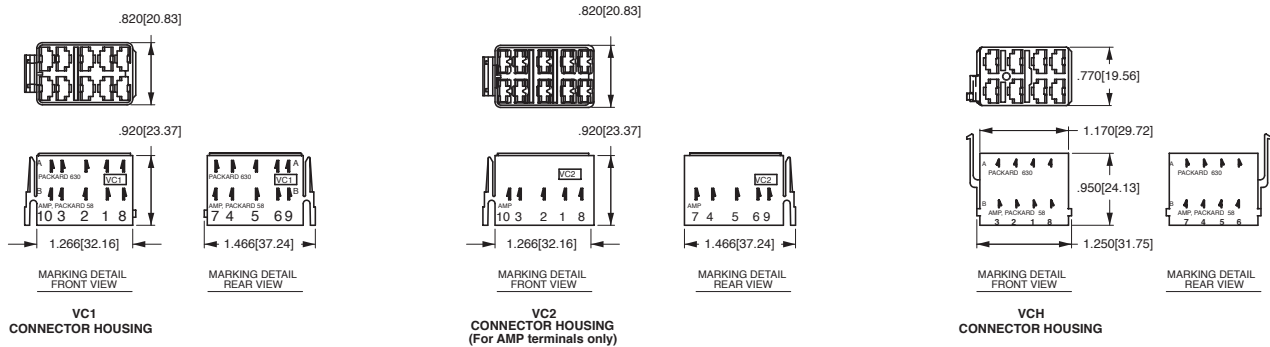 .820[20.83]
.920[23.37]
A
PACKARD 630
VC1
B
AMP, PACKARD 58
10 3 2 1 8
1.266[32.16]
MARKING DETAIL
FRONT VIEW
A
PACKARD 630
VC1
B
AMP, PACKARD 58
7 4 5 6 9
1.466[37.24]
MARKING DETAIL
REAR VIEW
VC1
CONNECTOR HOUSING
.820[20.83]
.920[23.37]
VC2
AMP
10 3 2 1 8
1.266[32.16]
MARKING DETAIL
FRONT VIEW
VC2
AMP
7 4 5 6 9
1.466[37.24]
MARKING DETAIL
REAR VIEW
VC2
CONNECTOR HOUSING
(For AMP terminals only)
.770[19.56]
1.170[29.72]
A
PACKARD 630
.950[24.13]
B
AMP, PACKARD 58
3 2 1 8
1.250[31.75]
MARKING DETAIL
FRONT VIEW
A
PACKARD 630
B
AMP, PACKARD 58
7 4 5 6
MARKING DETAIL
REAR VIEW
VCH
CONNECTOR HOUSING